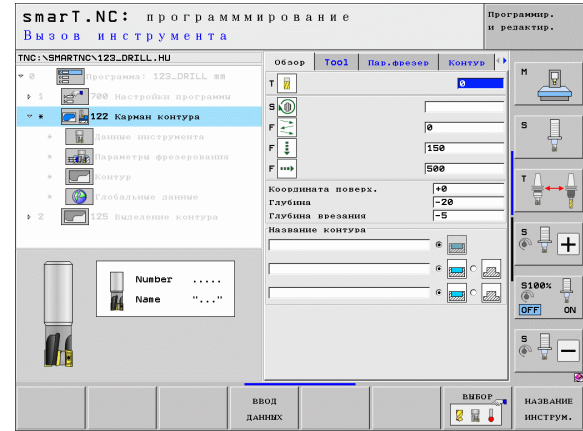 smarT.NC: программмирование
Вызов инструмента
Программир.
и редактир.
TNC:\SMARTNC\123_DRILL.HU
0 Программа: 123_DRILL mm
1 700 Настройки программы
* 122 Карман контура
* Данные инструмента
* Параметры фрезерования
* Контур
* Глобальные данные
2 125 Выделение контура
Number .....
Name "..."
Обзор Tool Пар.фрезер Контур
T 0
S
F 0
F 150
F 500
Координата поверх. +0
Глубина -20
Глубина врезания -5
Название контура
M
S
T
S
S100%
OFF ON
S
ВВОД
ДАННЫХ
ВЫБОР
НАЗВАНИЕ
ИНСТРУМ.